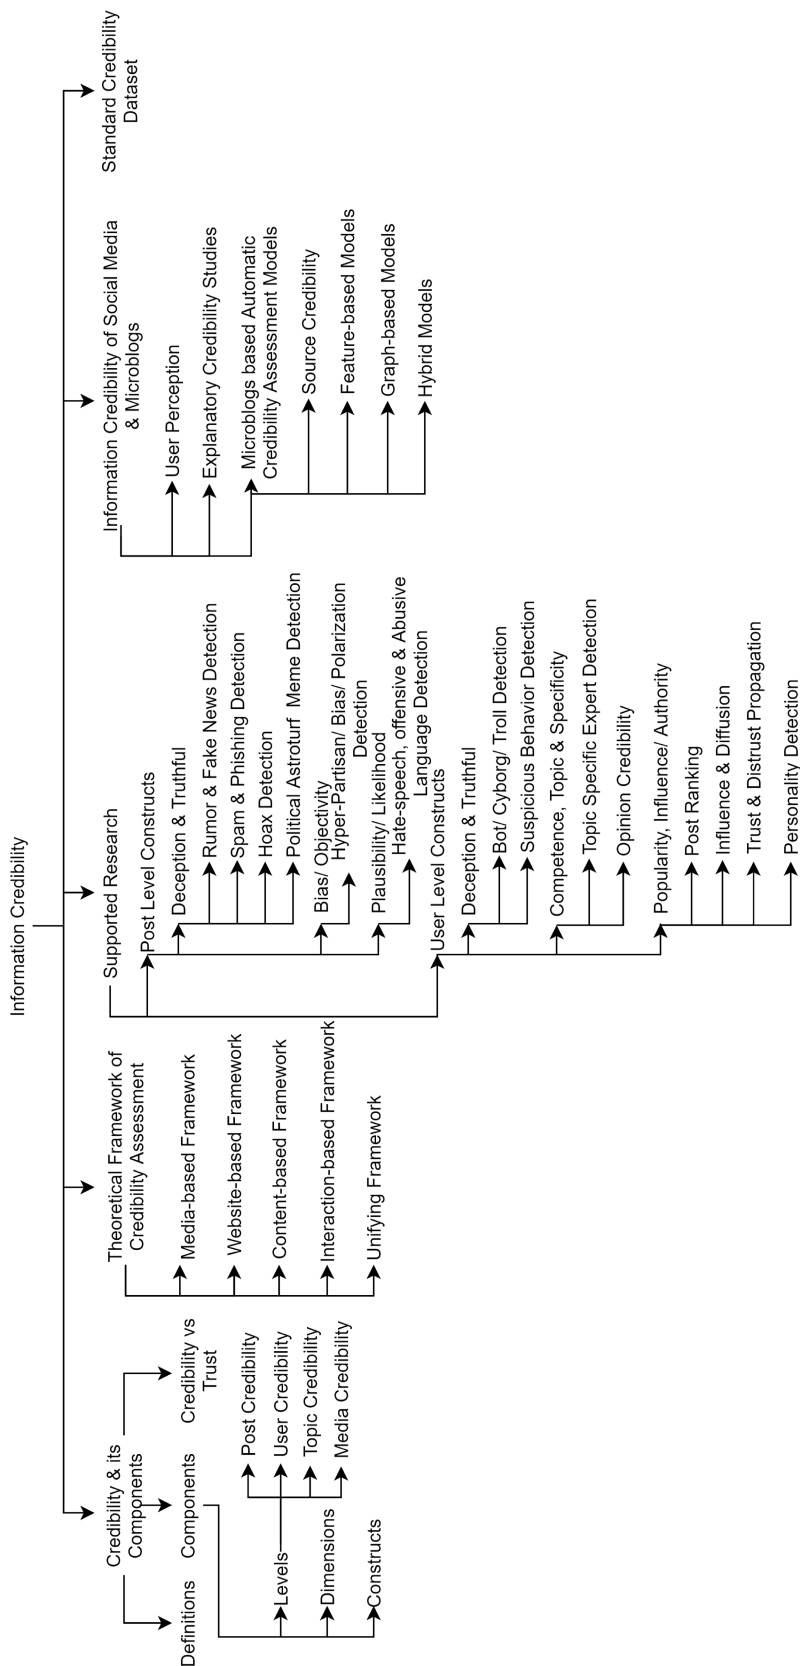 Information Credibility
Credibility & its
Components
Definitions
Components
Levels
Post Credibility
User Credibility
Topic Credibility
Media Credibility
Dimensions
Constructs
Credibility vs
Trust
Theoretical Framework of
Credibility Assessment
Media-based Framework
Website-based Framework
Content-based Framework
Interaction-based Framework
Unifying Framework
Supported Research
Post Level Constructs
Deception & Truthful
Rumor & Fake News Detection
Spam & Phishing Detection
Hoax Detection
Political Astroturf Meme Detection
Bias/ Objectivity
Hyper-Partisan/ Bias/ Polarization
Detection
Plausibility/ Likelihood
Hate-speech, offensive & Abusive
Language Detection
User Level Constructs
Deception & Truthful
Bot/ Cyborg/ Troll Detection
Suspicious Behavior Detection
Competence, Topic & Specificity
Topic Specific Expert Detection
Opinion Credibility
Popularity, Influence/ Authority
Post Ranking
Influence & Diffusion
Trust & Distrust Propagation
Personality Detection
Information Credibility of Social Media
& Microblogs
User Perception
Explanatory Credibility Studies
Microblogs based Automatic
Credibility Assessment Models
Source Credibility
Feature-based Models
Graph-based Models
Hybrid Models
Standard Credibility
Dataset